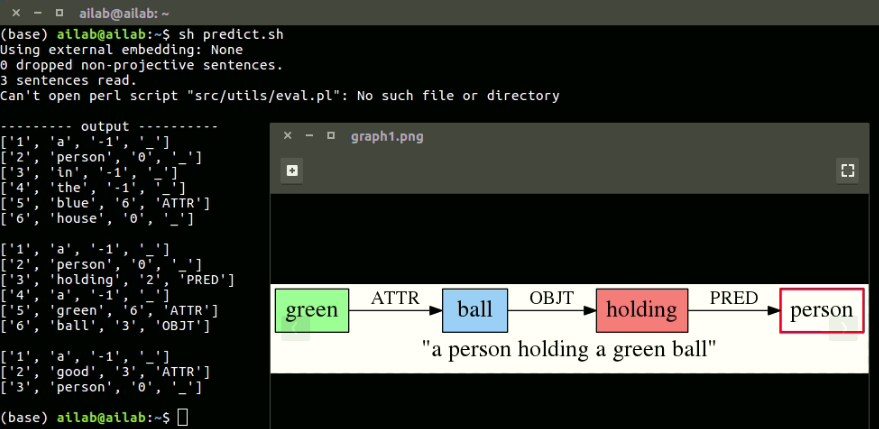 ailab@ailab: ~
(base) ailab@ailab:~$ sh predict.sh
Using external embedding: None
0 dropped non-projective sentences.
3 sentences read.
Can't open perl script "src/utils/eval.pl": No such file or directory
--------- output ----------
['1', 'a', '-1', '_']
['2', 'person', '0', '_']
['3', 'in', '-1', '_']
['4', 'the', '-1', '_']
['5', 'blue', '6', 'ATTR']
['6', 'house', '0', '_']
['1', 'a', '-1', '_']
['2', 'person', '0', '_']
['3', 'holding', '2', 'PRED']
['4', 'a', '-1', '_']
['5', 'green', '6', 'ATTR']
['6', 'ball', '3', 'OBJT']
['1', 'a', '-1', '_']
['2', 'good', '3', 'ATTR']
['3', 'person', '0', '_']
(base) ailab@ailab:~$
graph1.png
green ATTR ball OBJT holding PRED person
"a person holding a green ball"